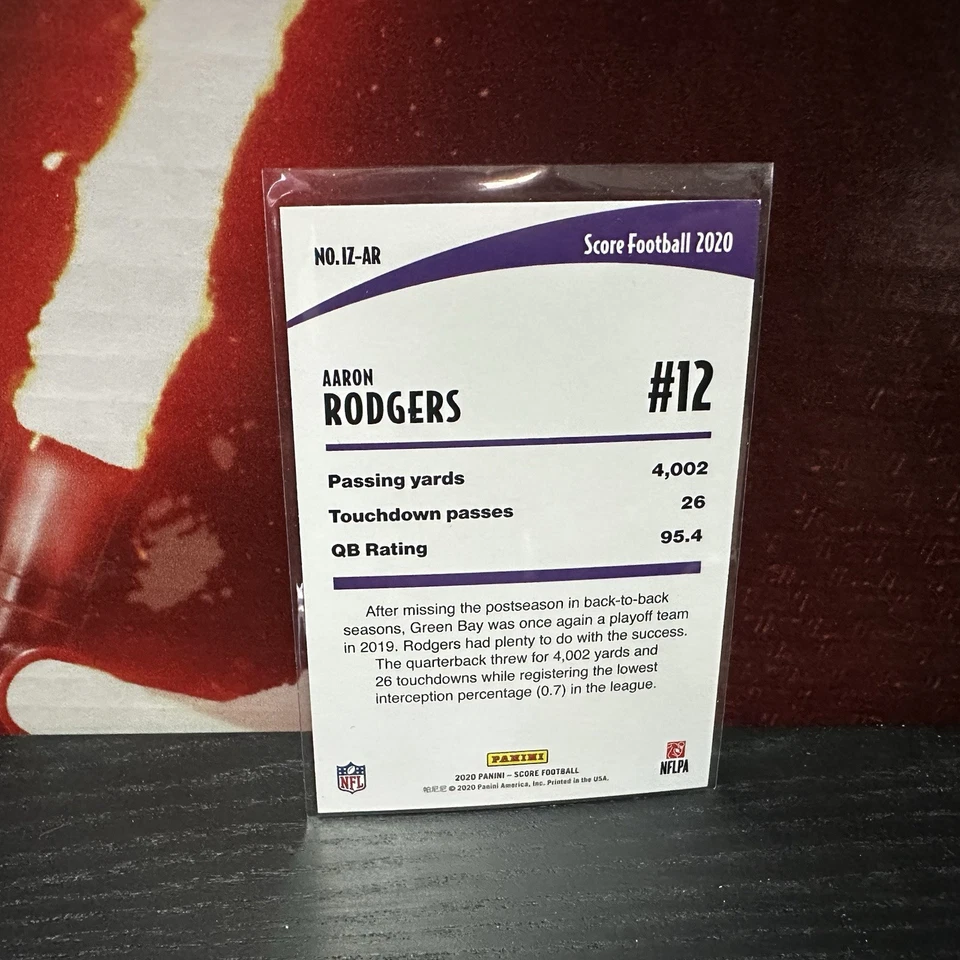 NO. IZ-AR
Score Football 2020
AARON
RODGERS
#12
Passing yards 4,002
Touchdown passes 26
QB Rating 95.4
After missing the postseason in back-to-back
seasons, Green Bay was once again a playoff team
in 2019. Rodgers had plenty to do with the success.
The quarterback threw for 4,002 yards and
26 touchdowns while registering the lowest
interception percentage (0.7) in the league.
NFL
PANINI
2020 PANINI – SCORE FOOTBALL
帕尼尼 © 2020 Panini America, Inc. Printed in the USA.
NFLPA